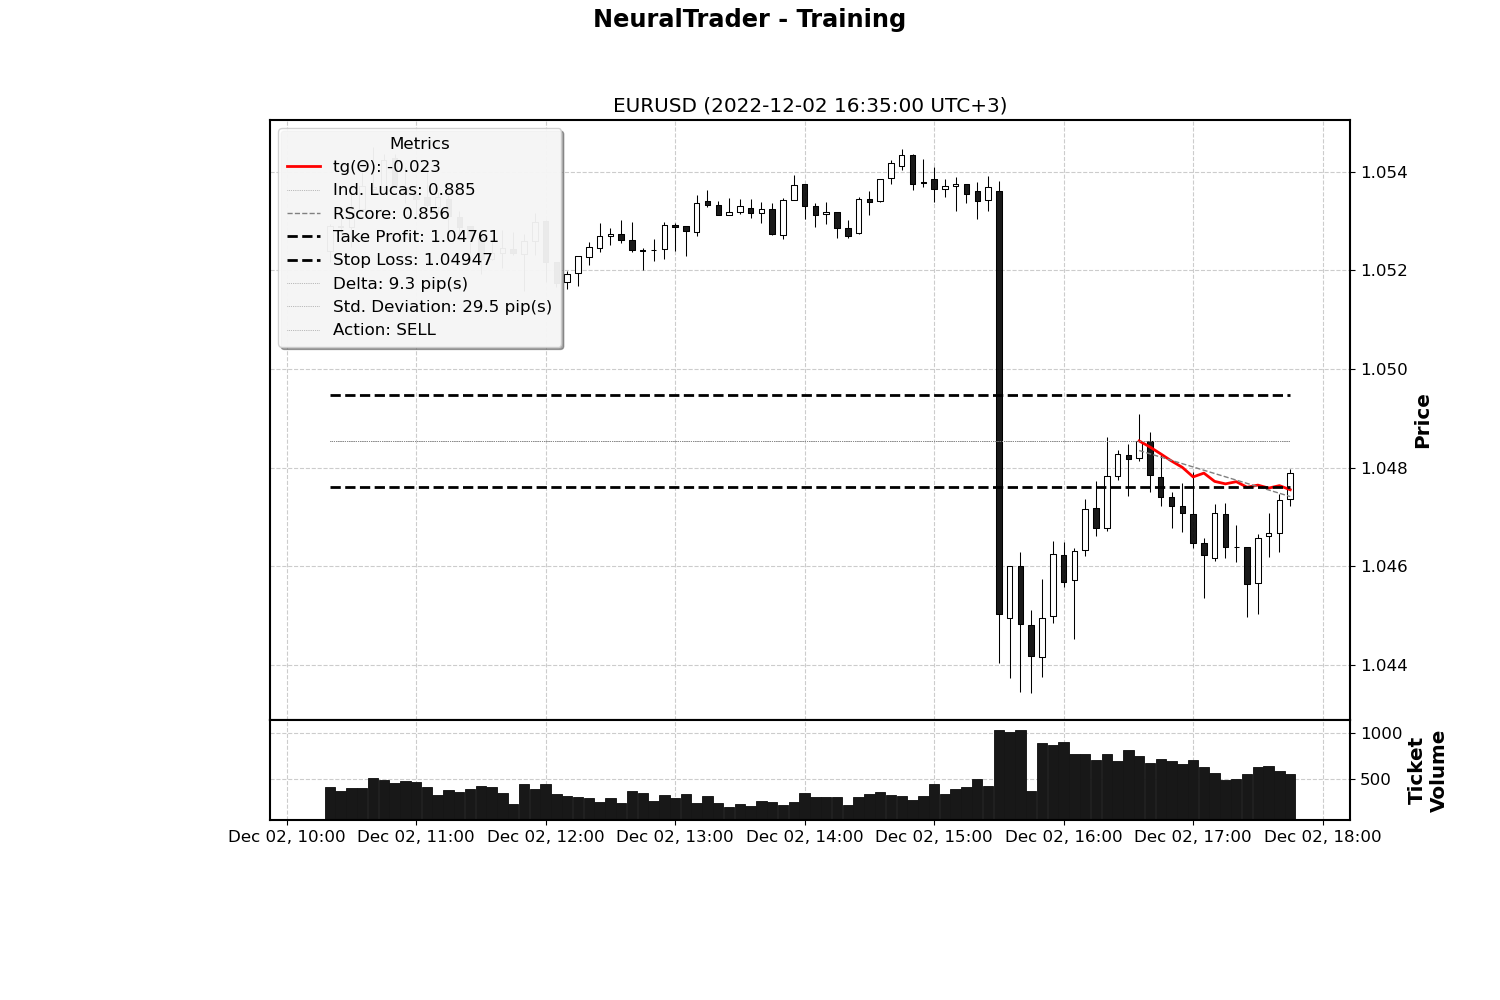 NeuralTrader - Training
EURUSD (2022-12-02 16:35:00 UTC+3)
Metrics
tg(Θ): -0.023
Ind. Lucas: 0.885
RScore: 0.856
Take Profit: 1.04761
Stop Loss: 1.04947
Delta: 9.3 pip(s)
Std. Deviation: 29.5 pip(s)
Action: SELL
1.054
1.052
1.050
1.048
1.046
1.044
Price
1000
500
Ticket
Volume
Dec 02, 10:00 Dec 02, 11:00 Dec 02, 12:00 Dec 02, 13:00 Dec 02, 14:00 Dec 02, 15:00 Dec 02, 16:00 Dec 02, 17:00 Dec 02, 18:00